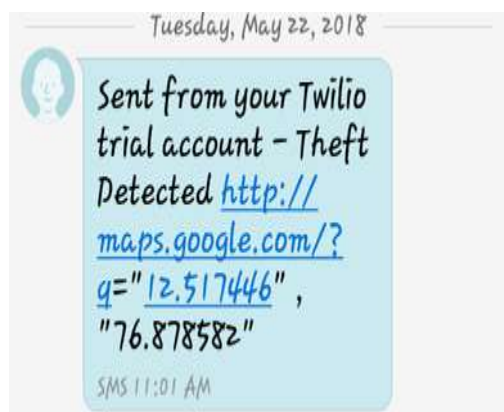 Tuesday, May 22, 2018
Sent from your Twilio
trial account - Theft
Detected http://
maps.google.com/?
q="12.517446" ,
"76.878582"
SMS 11:01 AM